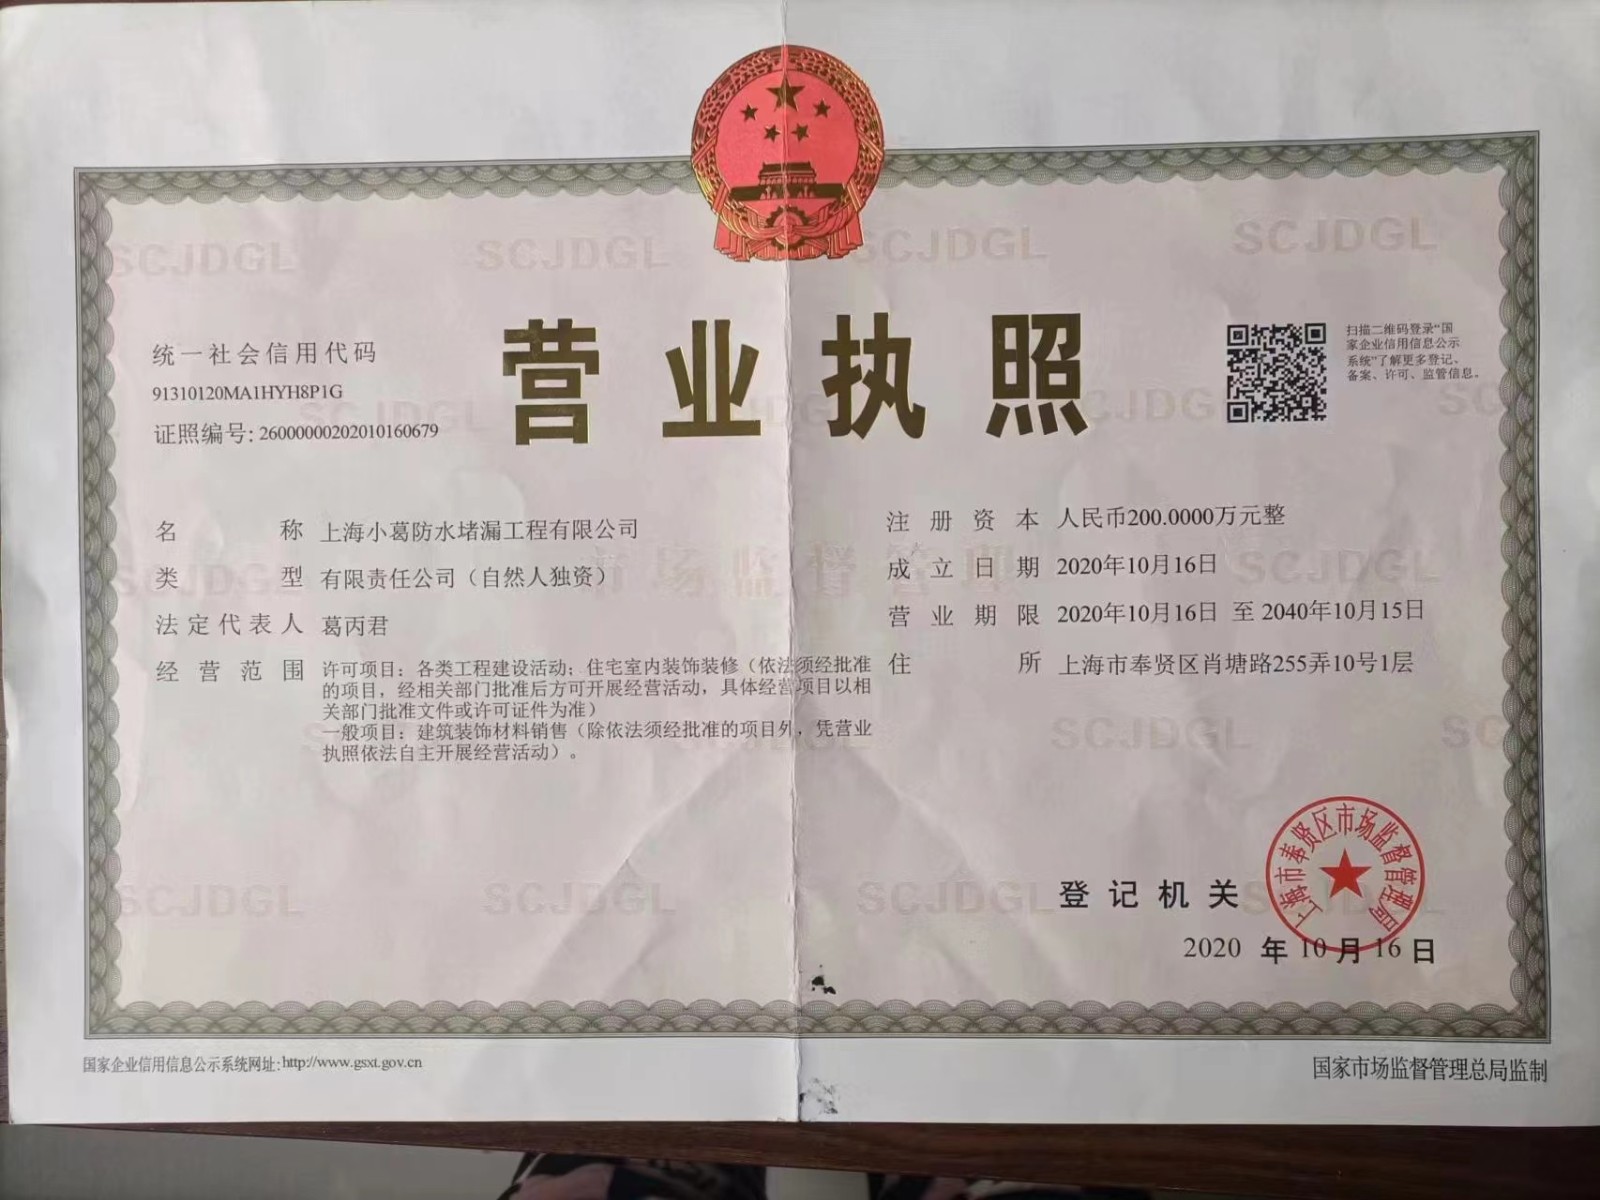 营业执照
统一社会信用代码
91310120MA1HYH8P1G
证照编号: 26000000202010160679
扫描二维码登录“国
家企业信用信息公示
系统”了解更多登记、
备案、许可、监管信息。
名称 上海小葛防水堵漏工程有限公司
类型 有限责任公司（自然人独资）
法定代表人 葛丙君
经营范围 许可项目：各类工程建设活动；住宅室内装饰装修（依法须经批准
的项目，经相关部门批准后方可开展经营活动，具体经营项目以相
关部门批准文件或许可证件为准）
一般项目：建筑装饰材料销售（除依法须经批准的项目外，凭营业
执照依法自主开展经营活动）。
注册资本 人民币200.0000万元整
成立日期 2020年10月16日
营业期限 2020年10月16日 至 2040年10月15日
住所 上海市奉贤区肖塘路255弄10号1层
登记机关
上海市奉贤区市场监督管理局
2020 年 10 月 16 日
国家企业信用信息公示系统网址:http://www.gsxt.gov.cn
国家市场监督管理总局监制
SCJDGL
SCJDGL
SCJDGL
SCJDGL
市场监督管理